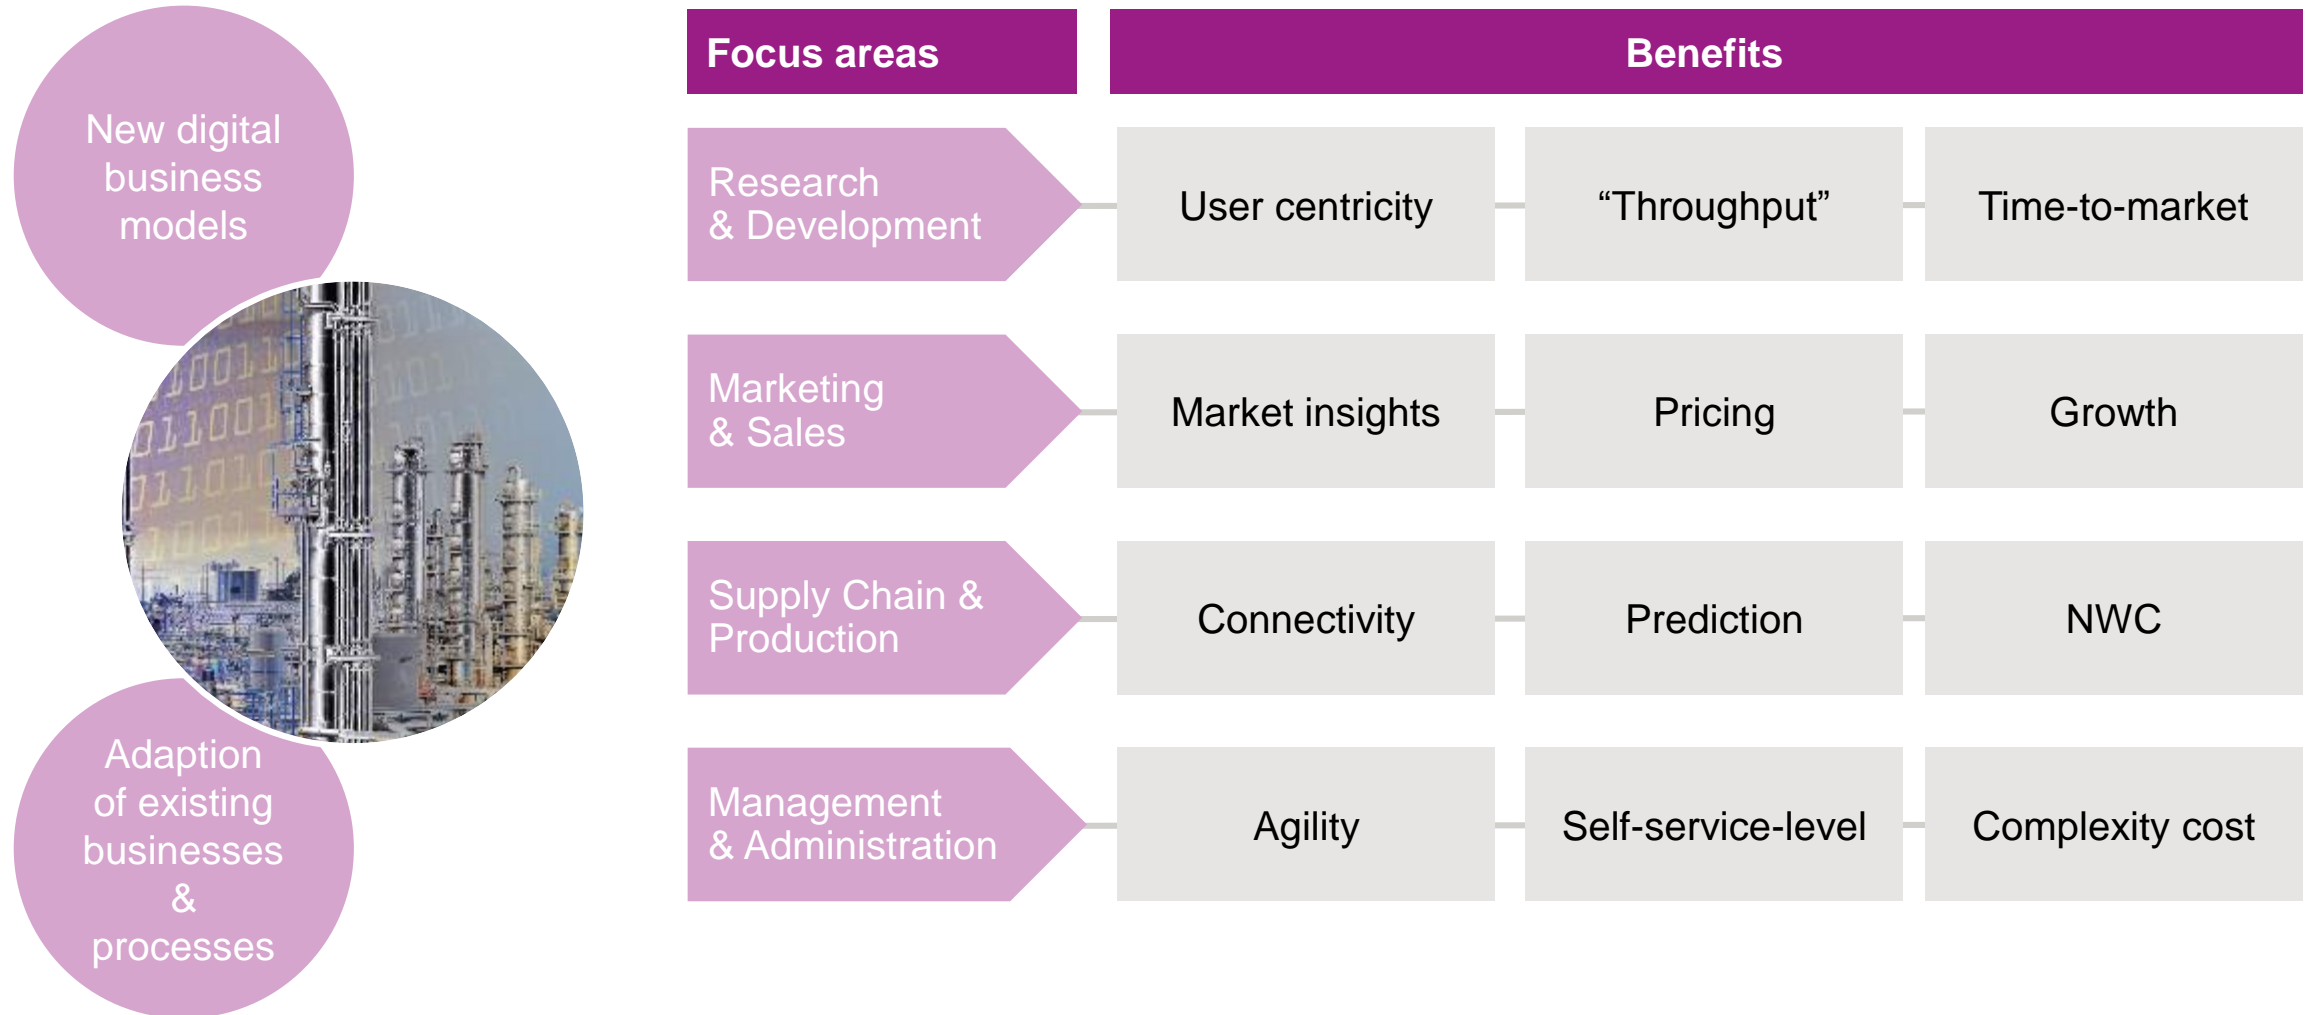 New digital
business
models
Adaption
of existing
businesses
&
processes
Focus areas
Benefits
Research
& Development
User centricity
“Throughput”
Time-to-market
Marketing
& Sales
Market insights
Pricing
Growth
Supply Chain &
Production
Connectivity
Prediction
NWC
Management
& Administration
Agility
Self-service-level
Complexity cost